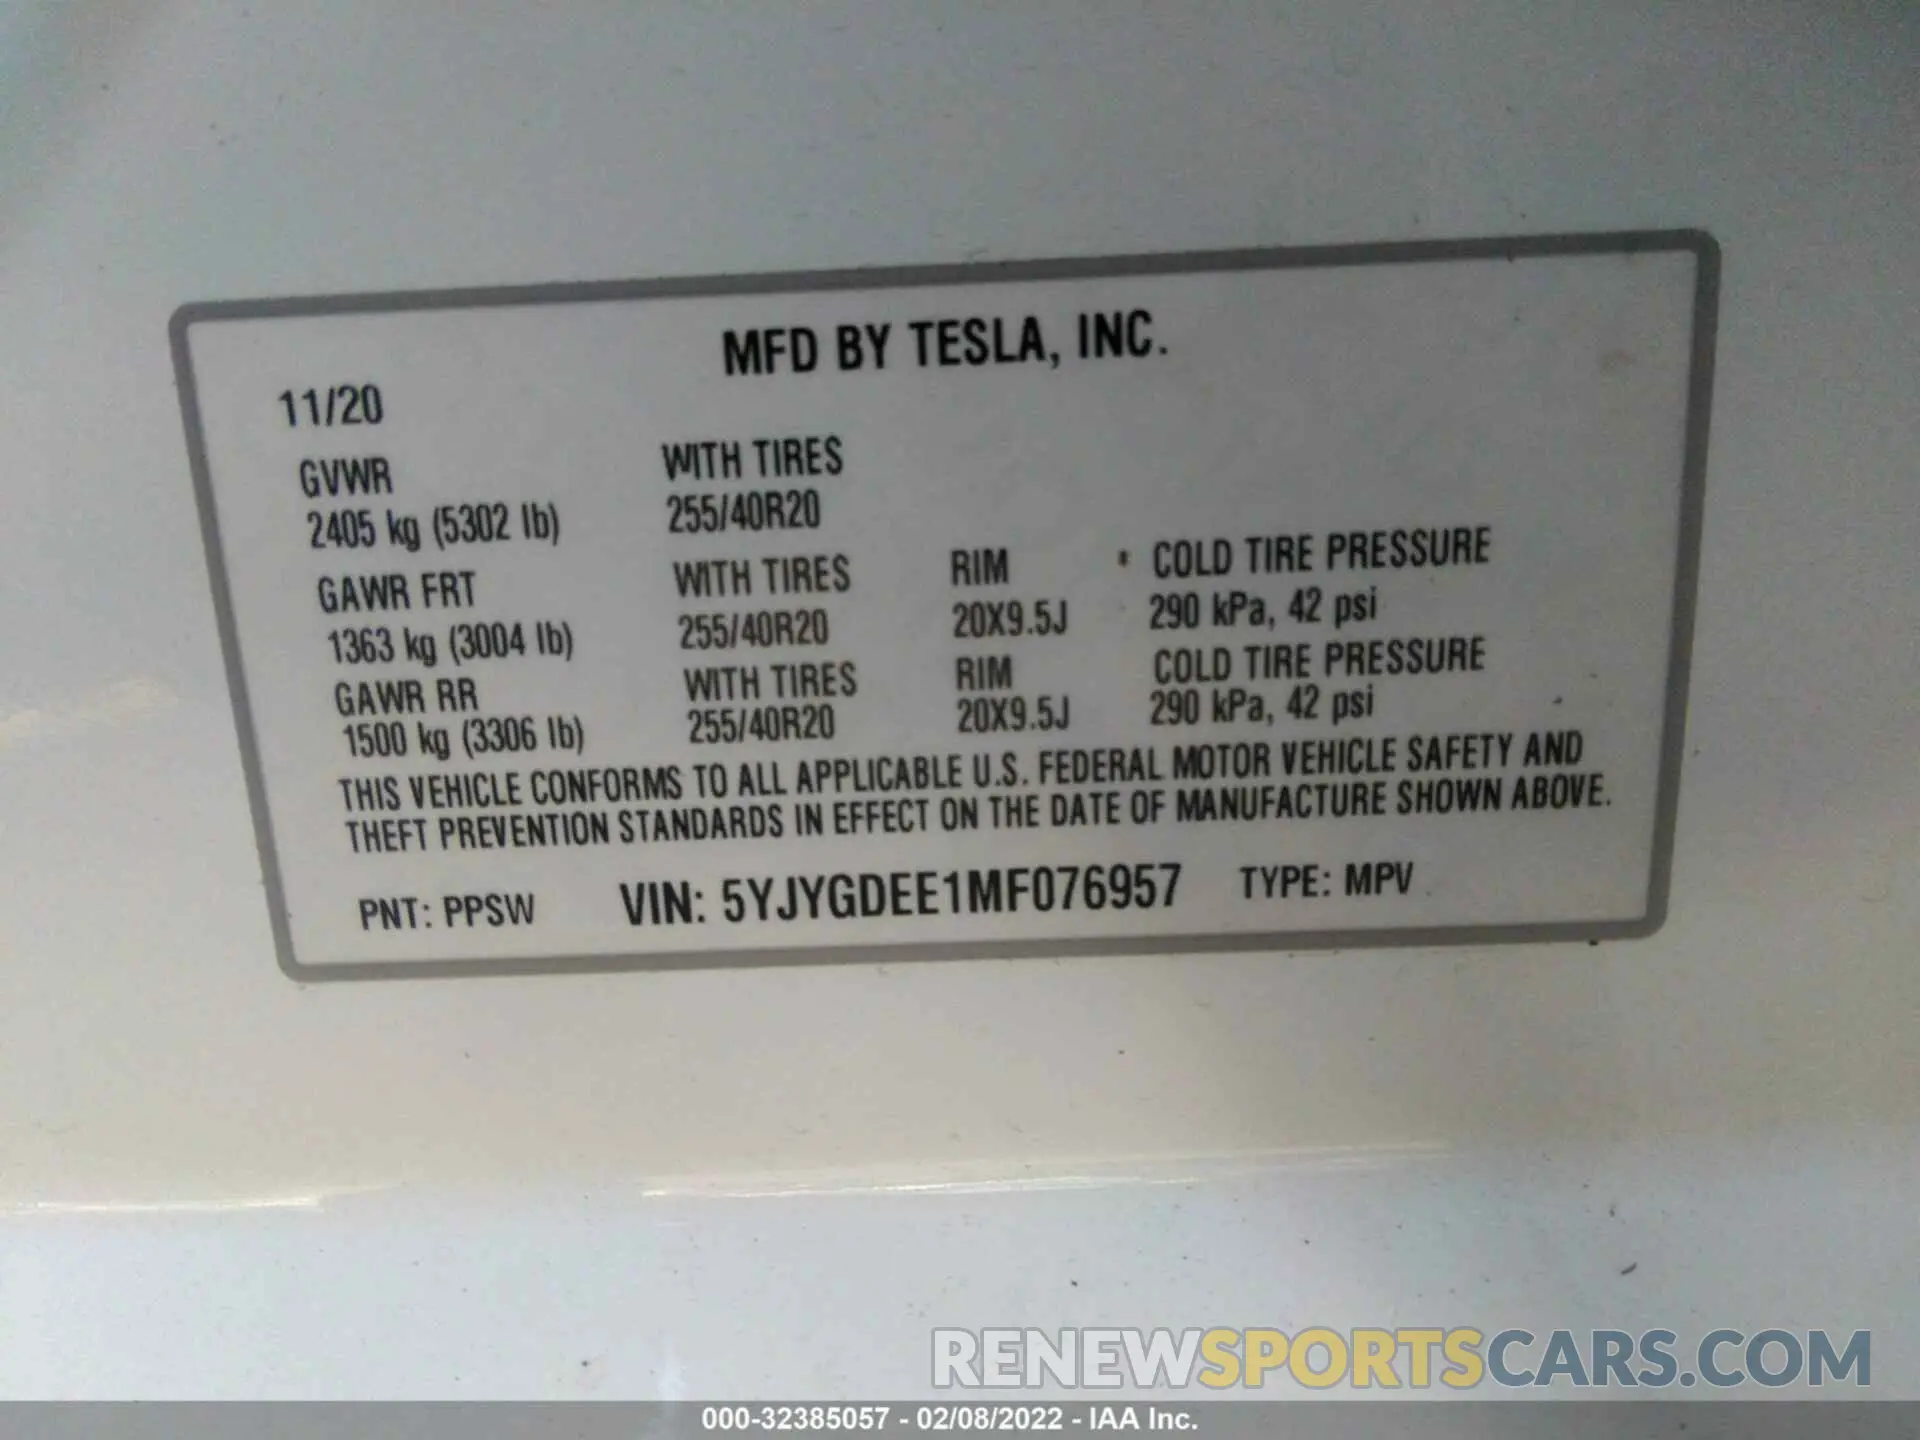 MFD BY TESLA, INC.
11/20
GVWR WITH TIRES
2405 kg (5302 lb) 255/40R20
GAWR FRT WITH TIRES RIM COLD TIRE PRESSURE
1363 kg (3004 lb) 255/40R20 20X9.5J 290 kPa, 42 psi
GAWR RR WITH TIRES RIM COLD TIRE PRESSURE
1500 kg (3306 lb) 255/40R20 20X9.5J 290 kPa, 42 psi
THIS VEHICLE CONFORMS TO ALL APPLICABLE U.S. FEDERAL MOTOR VEHICLE SAFETY AND
THEFT PREVENTION STANDARDS IN EFFECT ON THE DATE OF MANUFACTURE SHOWN ABOVE.
PNT: PPSW VIN: 5YJYGDEE1MF076957 TYPE: MPV
RENEWSPORTSCARS.COM
000-32385057 - 02/08/2022 - IAA Inc.